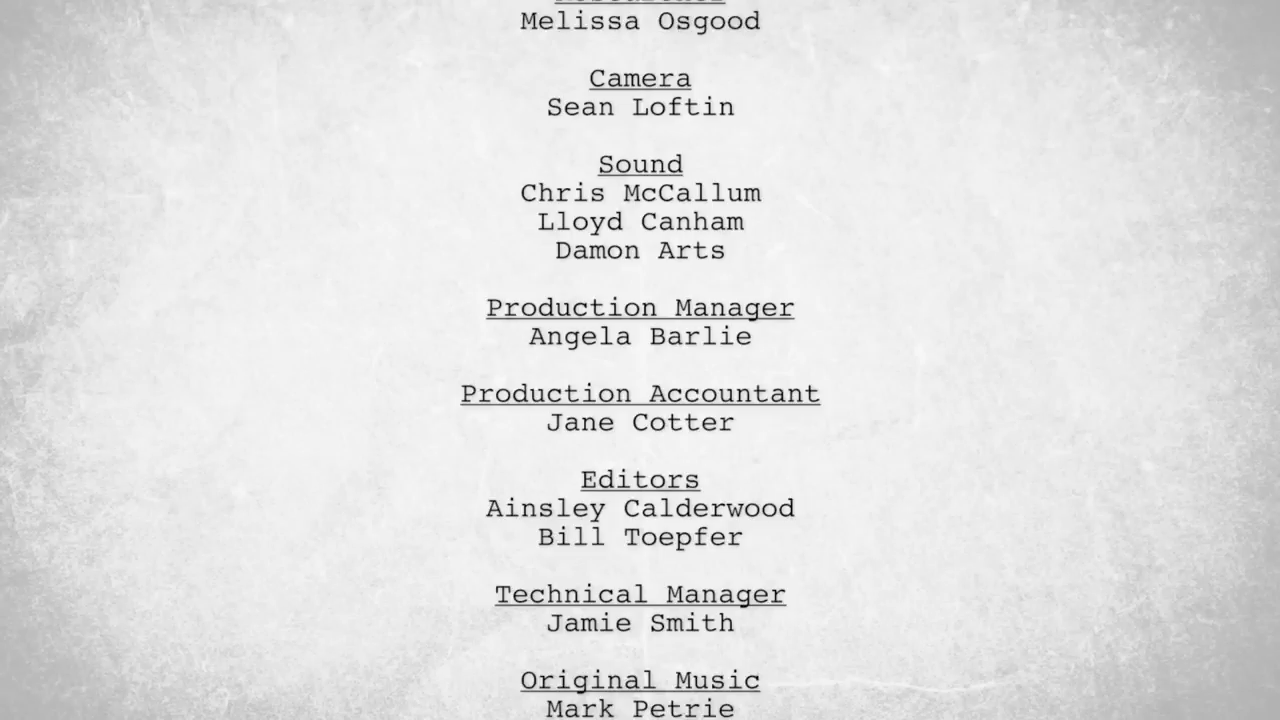 Melissa Osgood
Camera
Sean Loftin
Sound
Chris McCallum
Lloyd Canham
Damon Arts
Production Manager
Angela Barlie
Production Accountant
Jane Cotter
Editors
Ainsley Calderwood
Bill Toepfer
Technical Manager
Jamie Smith
Original Music
Mark Petrie